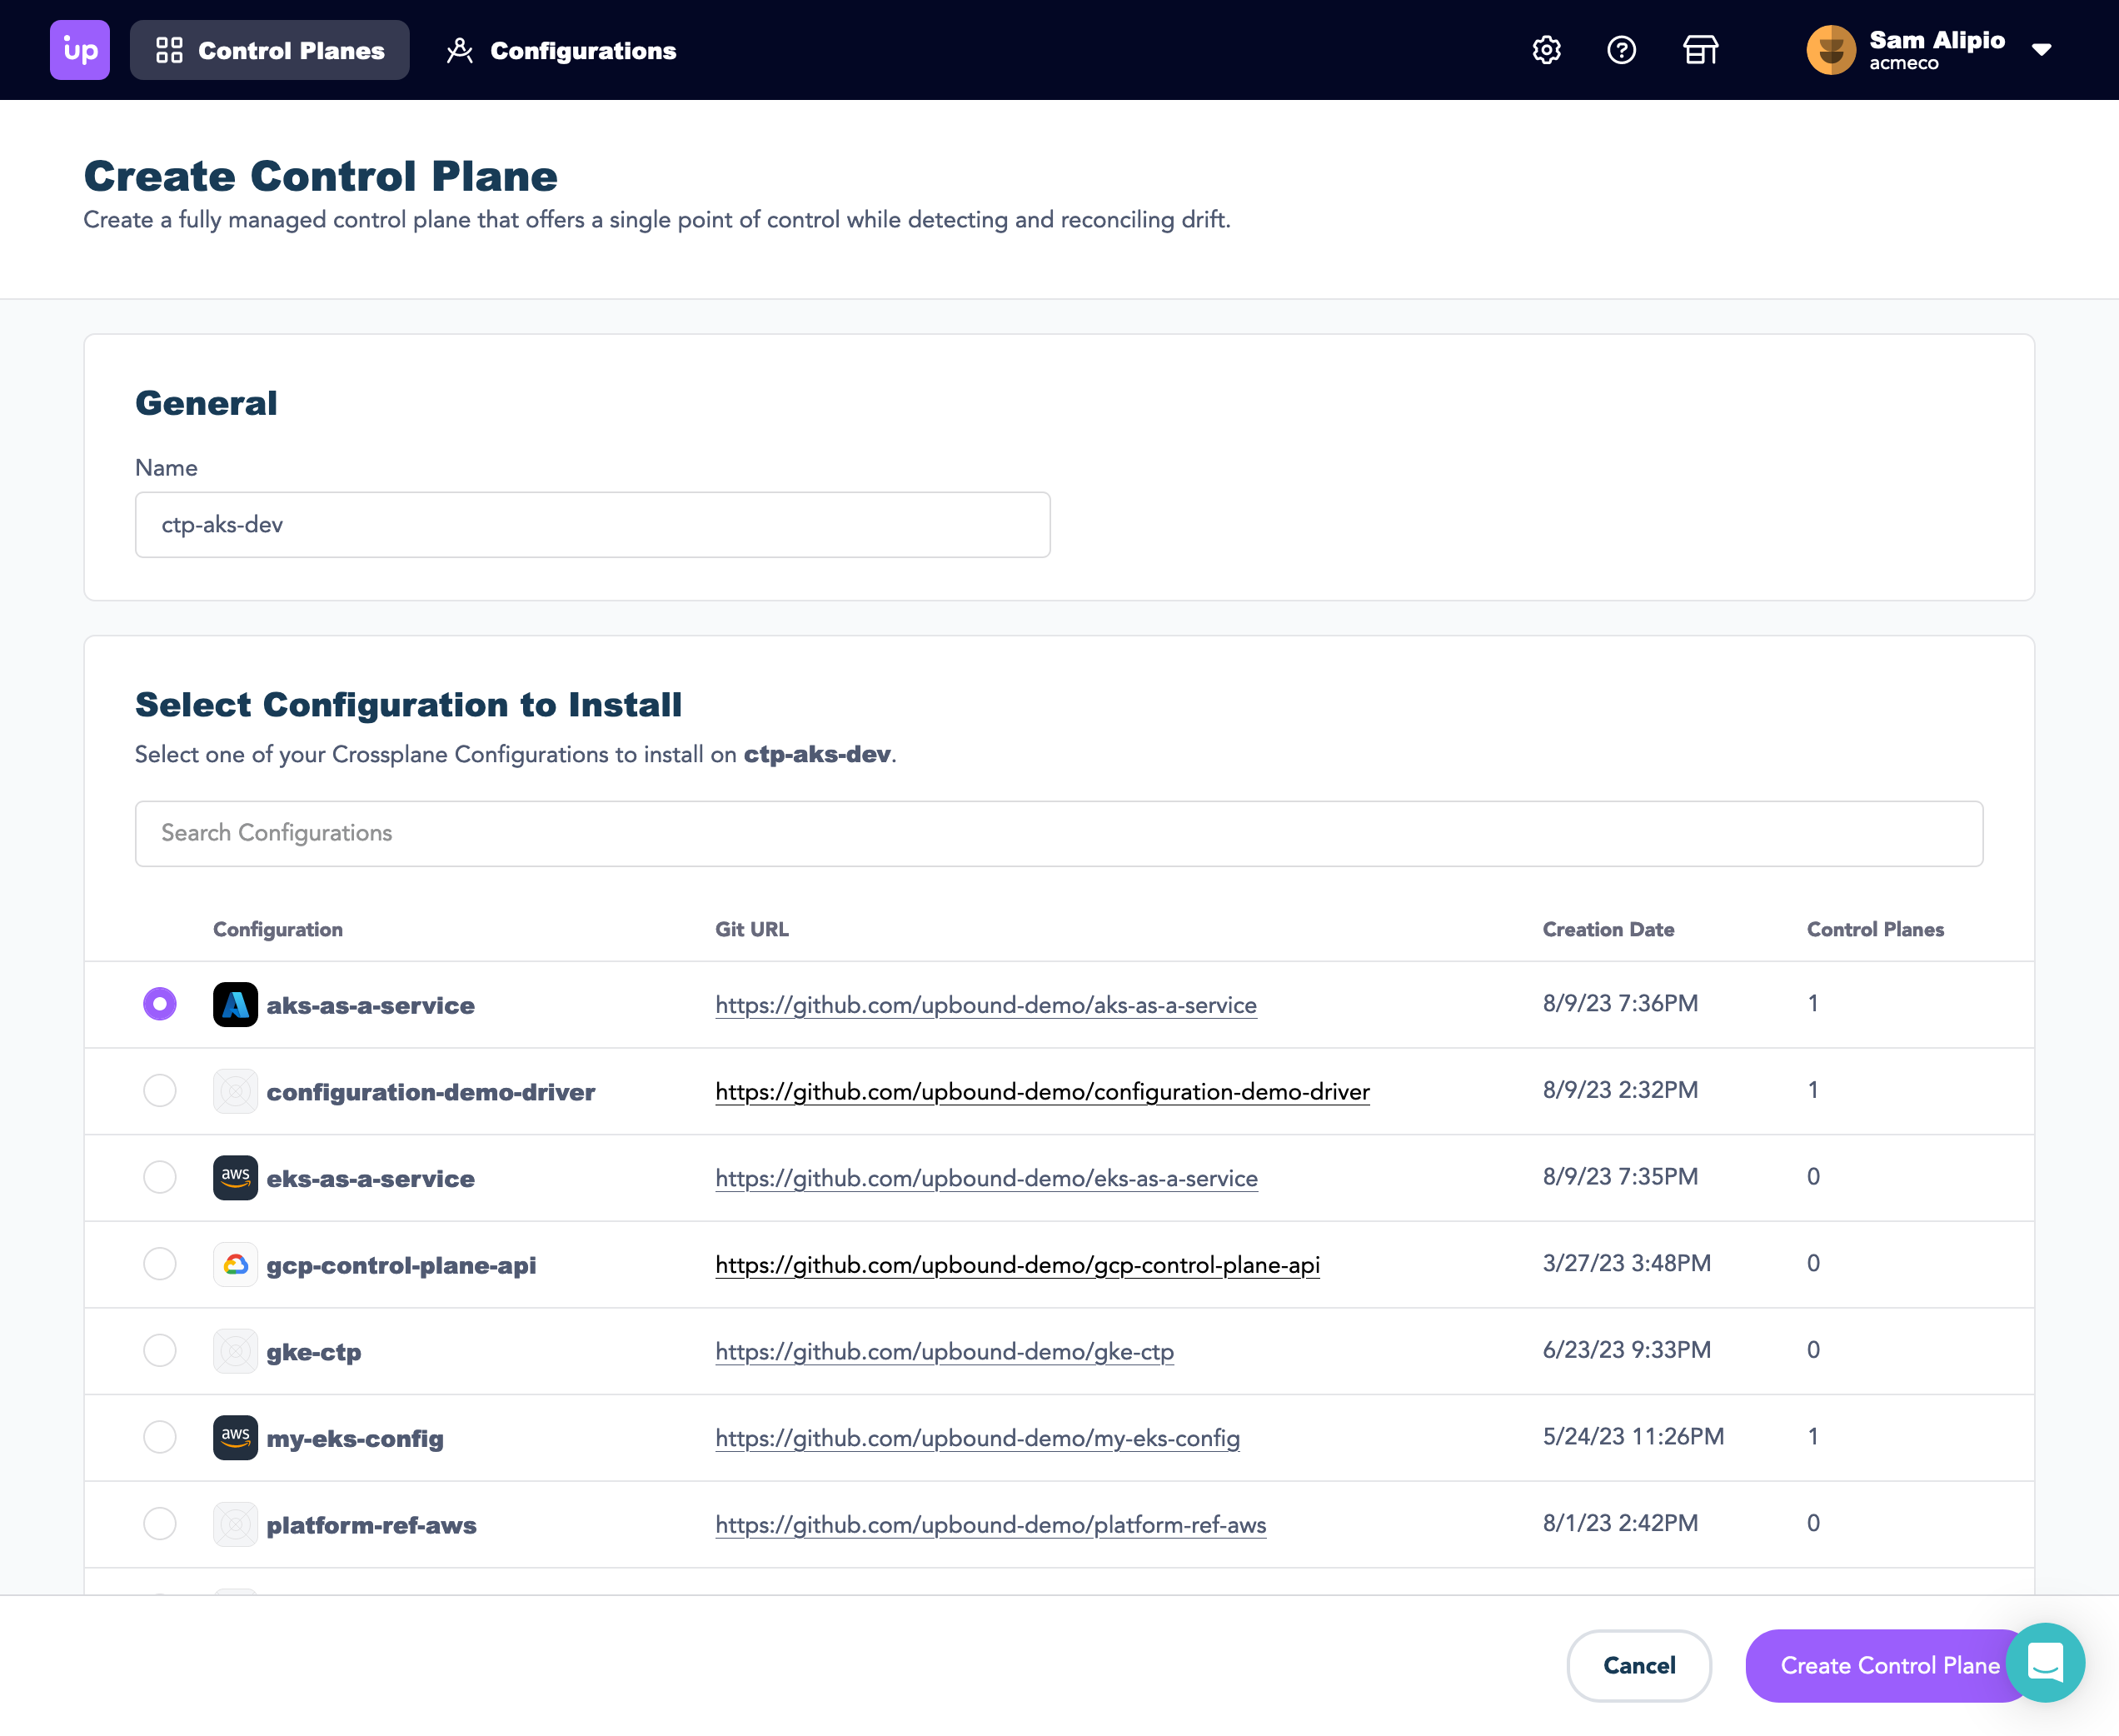 up
Control Planes
Configurations
Sam Alipio
acmeco
Create Control Plane
Create a fully managed control plane that offers a single point of control while detecting and reconciling drift.
General
Name
ctp-aks-dev
Select Configuration to Install
Select one of your Crossplane Configurations to install on ctp-aks-dev.
Search Configurations
Configuration Git URL Creation Date Control Planes
aks-as-a-service https://github.com/upbound-demo/aks-as-a-service 8/9/23 7:36PM 1
configuration-demo-driver https://github.com/upbound-demo/configuration-demo-driver 8/9/23 2:32PM 1
aws eks-as-a-service https://github.com/upbound-demo/eks-as-a-service 8/9/23 7:35PM 0
gcp-control-plane-api https://github.com/upbound-demo/gcp-control-plane-api 3/27/23 3:48PM 0
gke-ctp https://github.com/upbound-demo/gke-ctp 6/23/23 9:33PM 0
aws my-eks-config https://github.com/upbound-demo/my-eks-config 5/24/23 11:26PM 1
platform-ref-aws https://github.com/upbound-demo/platform-ref-aws 8/1/23 2:42PM 0
Cancel
Create Control Plane